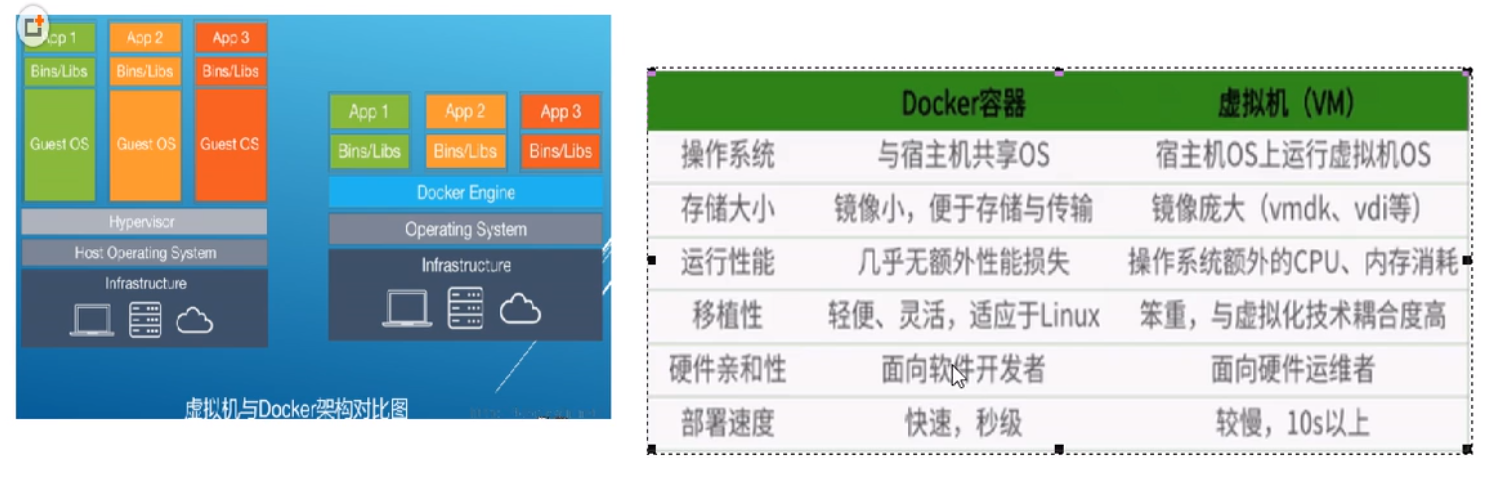 App 1 App 2 App 3
Bins/Libs Bins/Libs Bins/Libs
Guest OS Guest OS Guest OS
Hypervisor
Host Operating System
Infrastructure
App 1 App 2 App 3
Bins/Libs Bins/Libs Bins/Libs
Docker Engine
Operating System
Infrastructure
虚拟机与Docker架构对比图
Docker容器 虚拟机（VM）
操作系统 与宿主机共享OS 宿主机OS上运行虚拟机OS
存储大小 镜像小，便于存储与传输 镜像庞大（vmdk、vdi等）
运行性能 几乎无额外性能损失 操作系统额外的CPU、内存消耗
移植性 轻便、灵活，适应于Linux 笨重，与虚拟化技术耦合度高
硬件亲和性 面向软件开发者 面向硬件运维者
部署速度 快速，秒级 较慢，10s以上